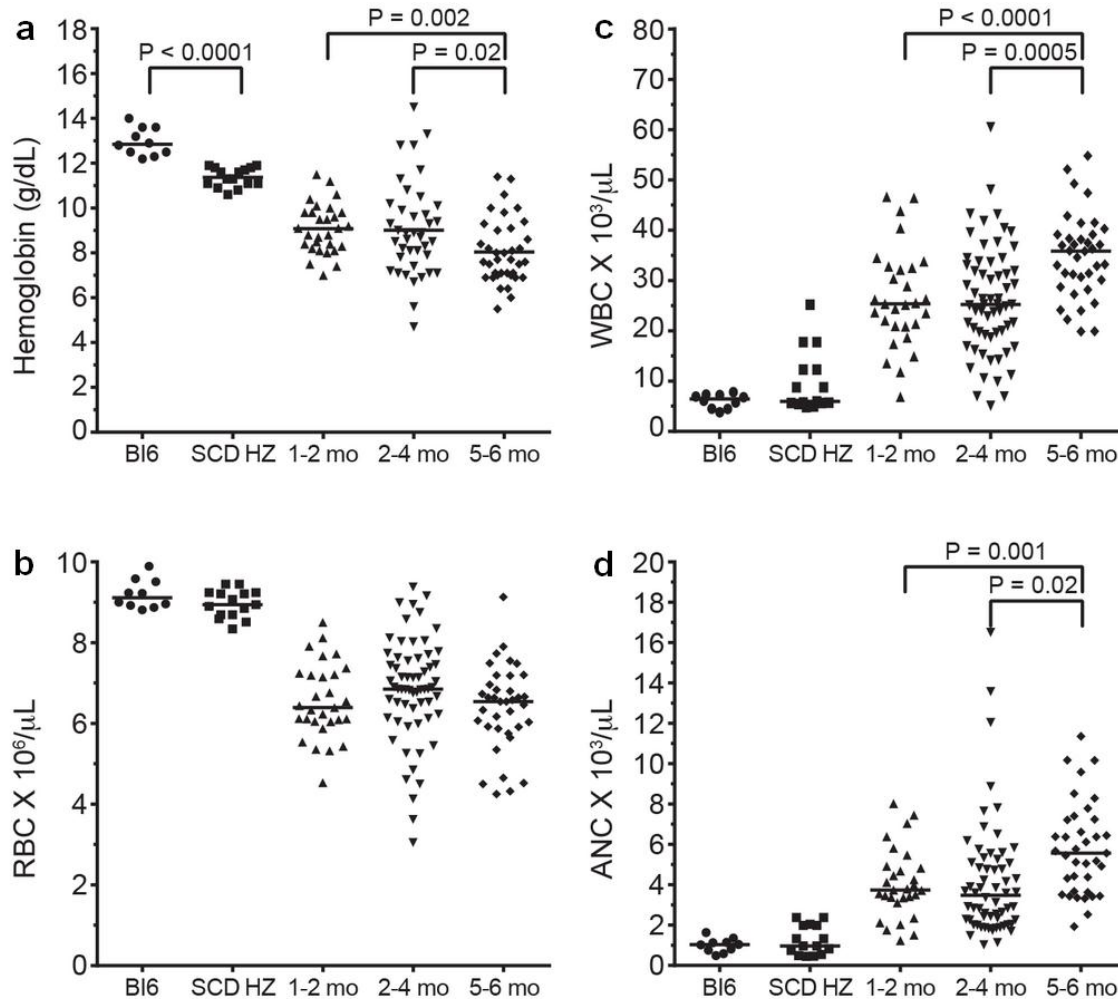 a
Hemoglobin (g/dL)
18
16
14
12
10
8
6
4
2
0
P < 0.0001
P = 0.002
P = 0.02
BI6 SCD HZ 1-2 mo 2-4 mo 5-6 mo
c
WBC X 10³/μL
80
70
60
50
40
30
20
10
0
P < 0.0001
P = 0.0005
BI6 SCD HZ 1-2 mo 2-4 mo 5-6 mo
b
RBC X 10⁶/μL
10
8
6
4
2
0
BI6 SCD HZ 1-2 mo 2-4 mo 5-6 mo
d
ANC X 10³/μL
20
18
16
14
12
10
8
6
4
2
0
P = 0.001
P = 0.02
BI6 SCD HZ 1-2 mo 2-4 mo 5-6 mo